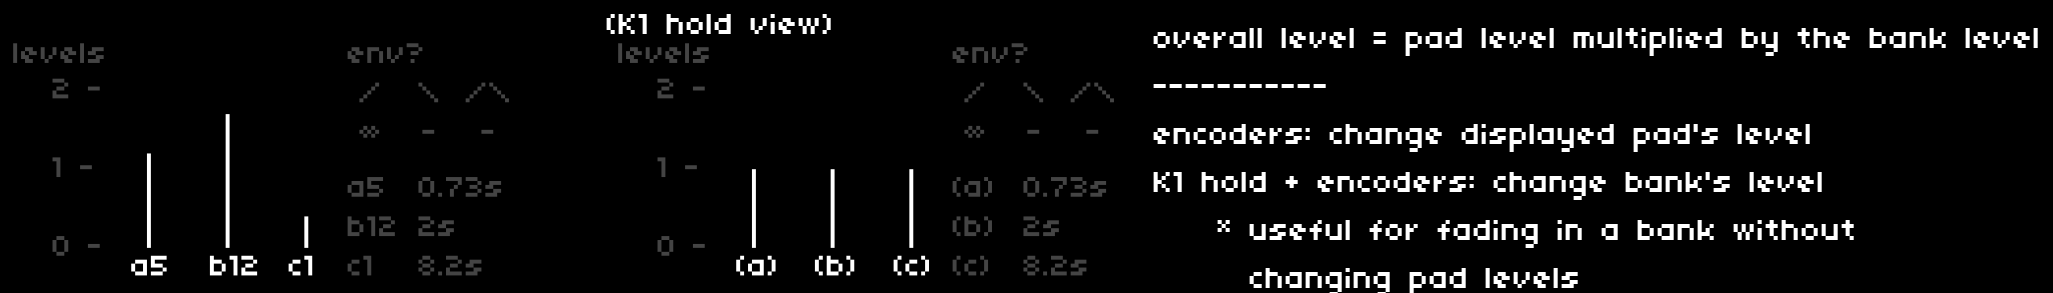 levels
env?
2 -
/ \ /\
* - -
1 -
a5 0.73s
b12 2s
0 -
c1 8.2s
a5 b12 c1
(K1 hold view)
levels
env?
2 -
/ \ /\
* - -
1 -
(a) 0.73s
(b) 2s
0 -
(c) 8.2s
(a) (b) (c)
overall level = pad level multiplied by the bank level
-----------
encoders: change displayed pad's level
K1 hold + encoders: change bank's level
* useful for fading in a bank without
changing pad levels